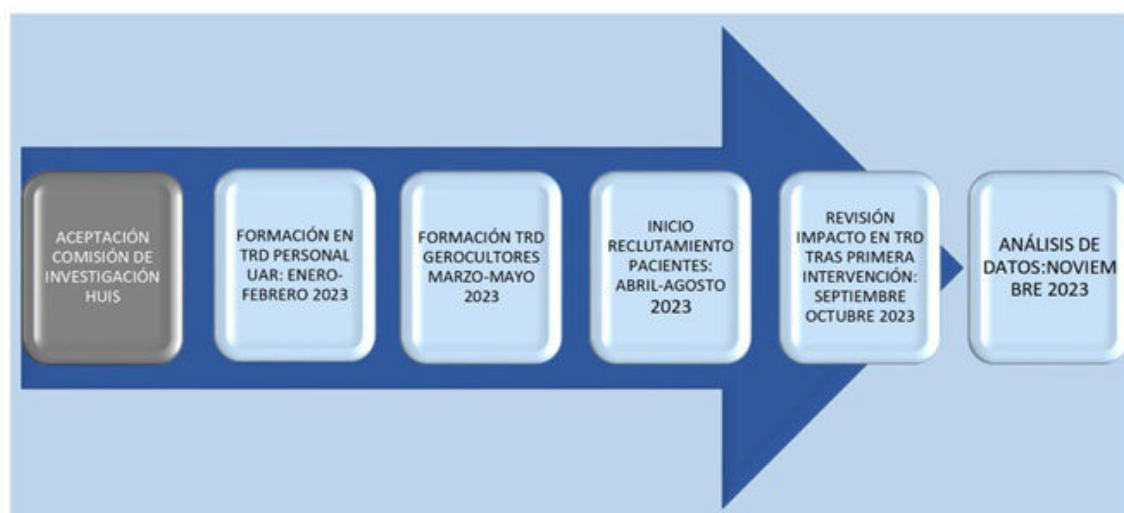 ACEPTACIÓN
COMISIÓN DE
INVESTIGACIÓN
HUIS
FORMACIÓN EN
TRD PERSONAL
UAR: ENERO-
FEBRERO 2023
FORMACIÓN TRD
GEROCULTORES
MARZO-MAYO
2023
INICIO
RECLUTAMIENTO
PACIENTES:
ABRIL-AGOSTO
2023
REVISIÓN
IMPACTO EN TRD
TRAS PRIMERA
INTERVENCIÓN:
SEPTIEMBRE
OCTUBRE 2023
ANÁLISIS DE
DATOS:NOVIEM
BRE 2023